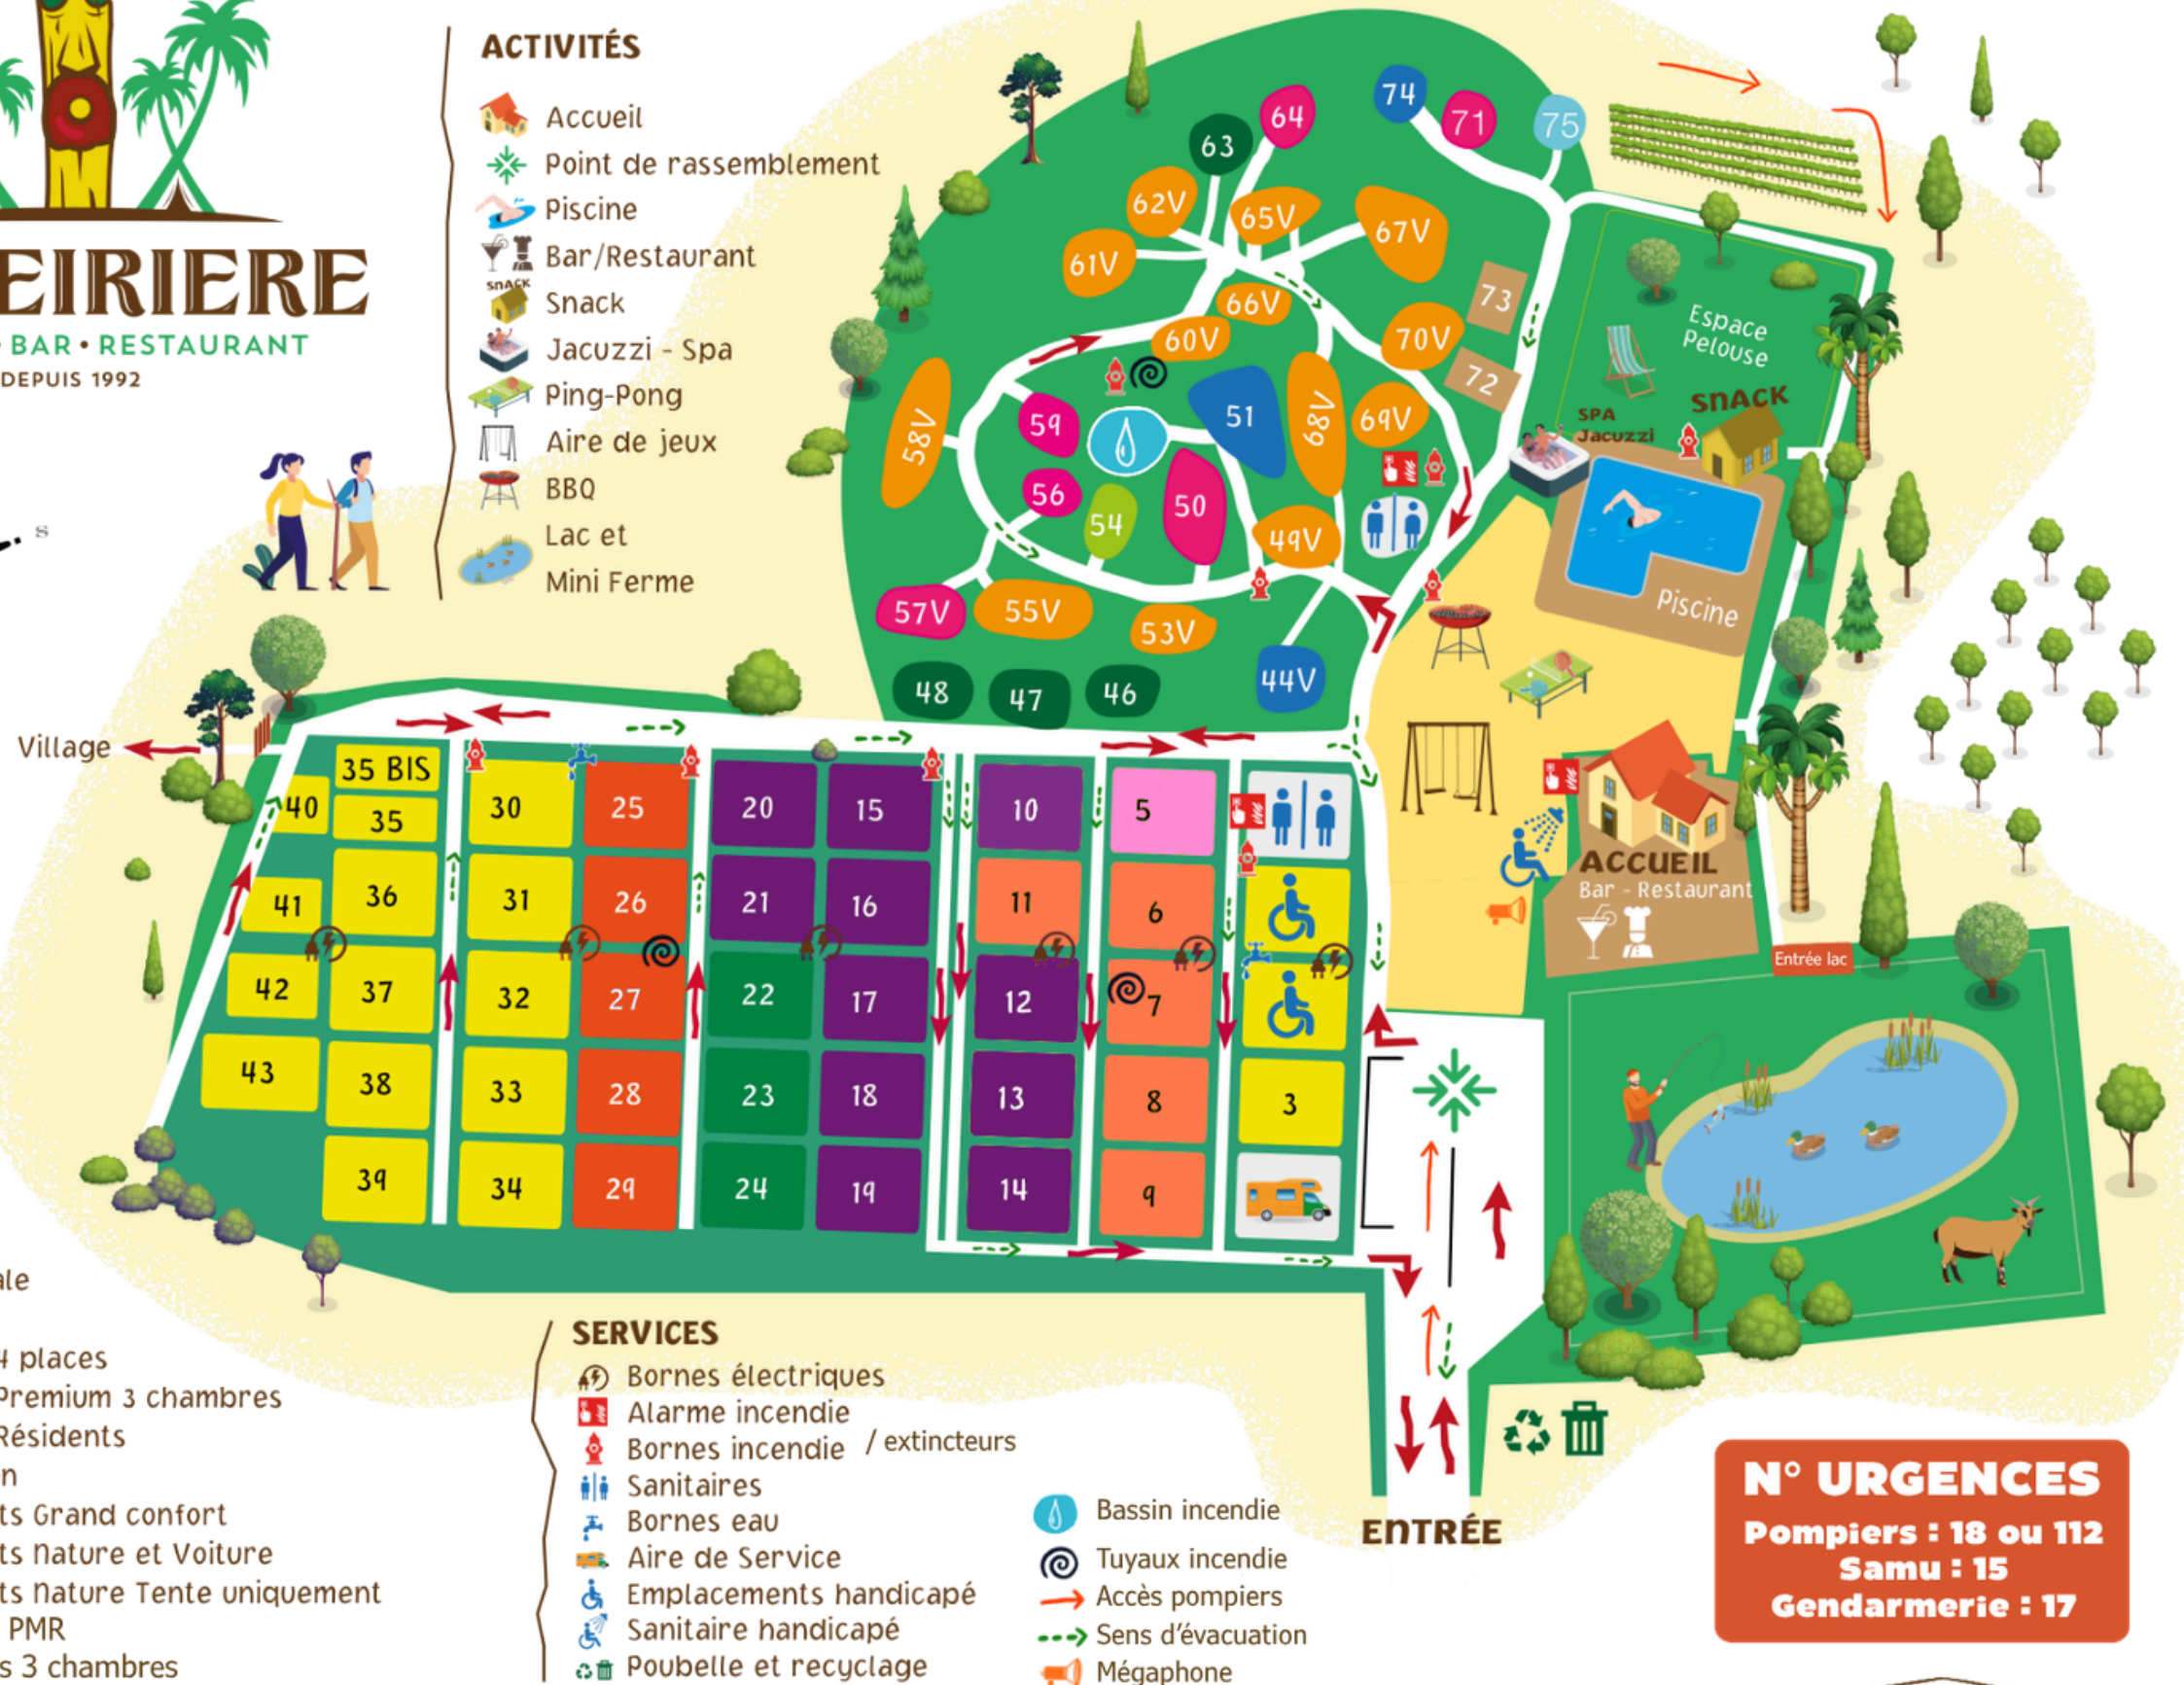 EIRIERE
• BAR • RESTAURANT
DEPUIS 1992
s
ACTIVITÉS
Accueil
Point de rassemblement
Piscine
Bar/Restaurant
SNACK
Snack
Jacuzzi - Spa
Ping-Pong
Aire de jeux
BBQ
Lac et
Mini Ferme
74
71
75
64
63
62V
65V
67V
61V
66V
73
60V
70V
72
Espace
Pelouse
58V
59
51
68V
69V
SPA
Jacuzzi
SNACK
56
54
50
49V
Piscine
57V
55V
53V
48
47
46
44V
Village
40
35 BIS
35
30
25
20
15
10
5
41
36
31
26
21
16
11
6
ACCUEIL
Bar - Restaurant
42
37
32
27
22
17
12
7
Entrée lac
43
38
33
28
23
18
13
8
3
39
34
29
24
19
14
9
ale
4 places
Premium 3 chambres
Résidents
n
ts Grand confort
ts Nature et Voiture
ts Nature Tente uniquement
PMR
s 3 chambres
SERVICES
Bornes électriques
Alarme incendie
Bornes incendie / extincteurs
Sanitaires
Bornes eau
Aire de Service
Emplacements handicapé
Sanitaire handicapé
Poubelle et recyclage
Bassin incendie
Tuyaux incendie
Accès pompiers
Sens d'évacuation
Mégaphone
ENTRÉE
N° URGENCES
Pompiers : 18 ou 112
Samu : 15
Gendarmerie : 17